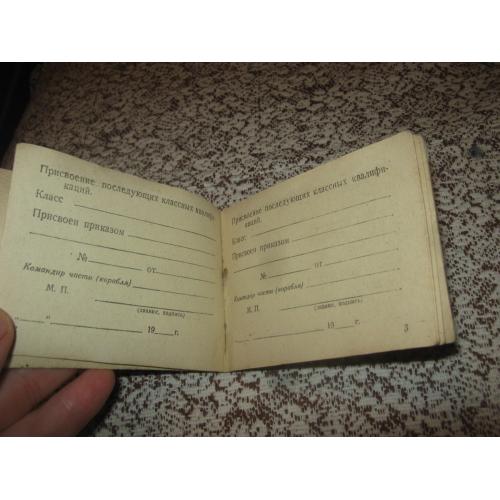 Присвоение последующих классных квалифи-
каций.
Класс
Присвоен приказом
№ от
Командир части (корабля)
М. П.
(звание, подпись)
„ " 19 г.
Присвоение последующих классных квалифи-
каций.
Класс
Присвоен приказом
№ от
Командир части (корабля)
М. П.
(звание, подпись)
„ " 19 г.
3